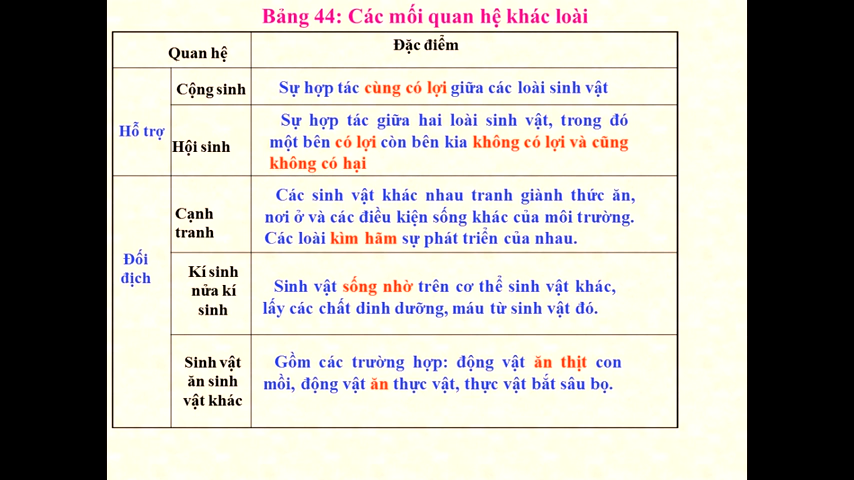 Bảng 44: Các mối quan hệ khác loài
Quan hệ
Đặc điểm
Hỗ trợ
Cộng sinh
Sự hợp tác cùng có lợi giữa các loài sinh vật
Hội sinh
Sự hợp tác giữa hai loài sinh vật, trong đó
một bên có lợi còn bên kia không có lợi và cũng
không có hại
Đối
địch
Cạnh
tranh
Các sinh vật khác nhau tranh giành thức ăn,
nơi ở và các điều kiện sống khác của môi trường.
Các loài kìm hãm sự phát triển của nhau.
Kí sinh
nửa kí
sinh
Sinh vật sống nhờ trên cơ thể sinh vật khác,
lấy các chất dinh dưỡng, máu từ sinh vật đó.
Sinh vật
ăn sinh
vật khác
Gồm các trường hợp: động vật ăn thịt con
mồi, động vật ăn thực vật, thực vật bắt sâu bọ.